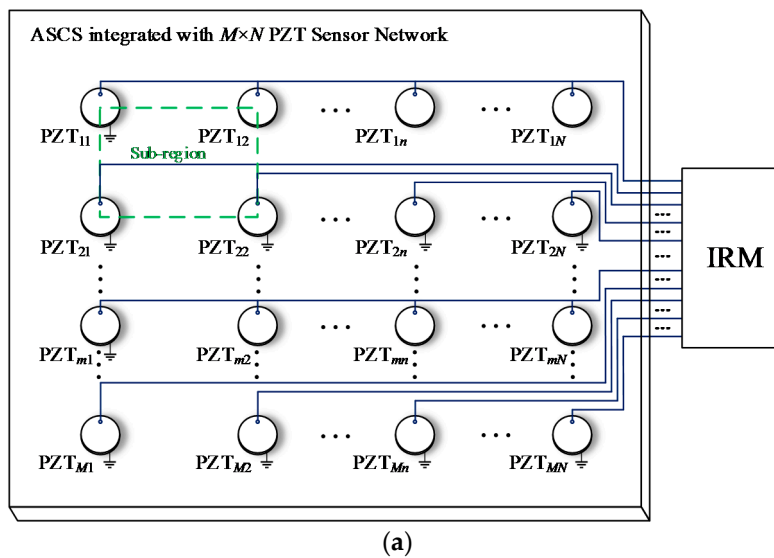 ASCS integrated with M×N PZT Sensor Network
PZT11 PZT12 ... PZT1n ... PZT1N
Sub-region
PZT21 PZT22 ... PZT2n ... PZT2N
IRM
PZTm1 PZTm2 ... PZTmn ... PZTmN
PZTM1 PZTM2 ... PZTMn ... PZTMN
(a)